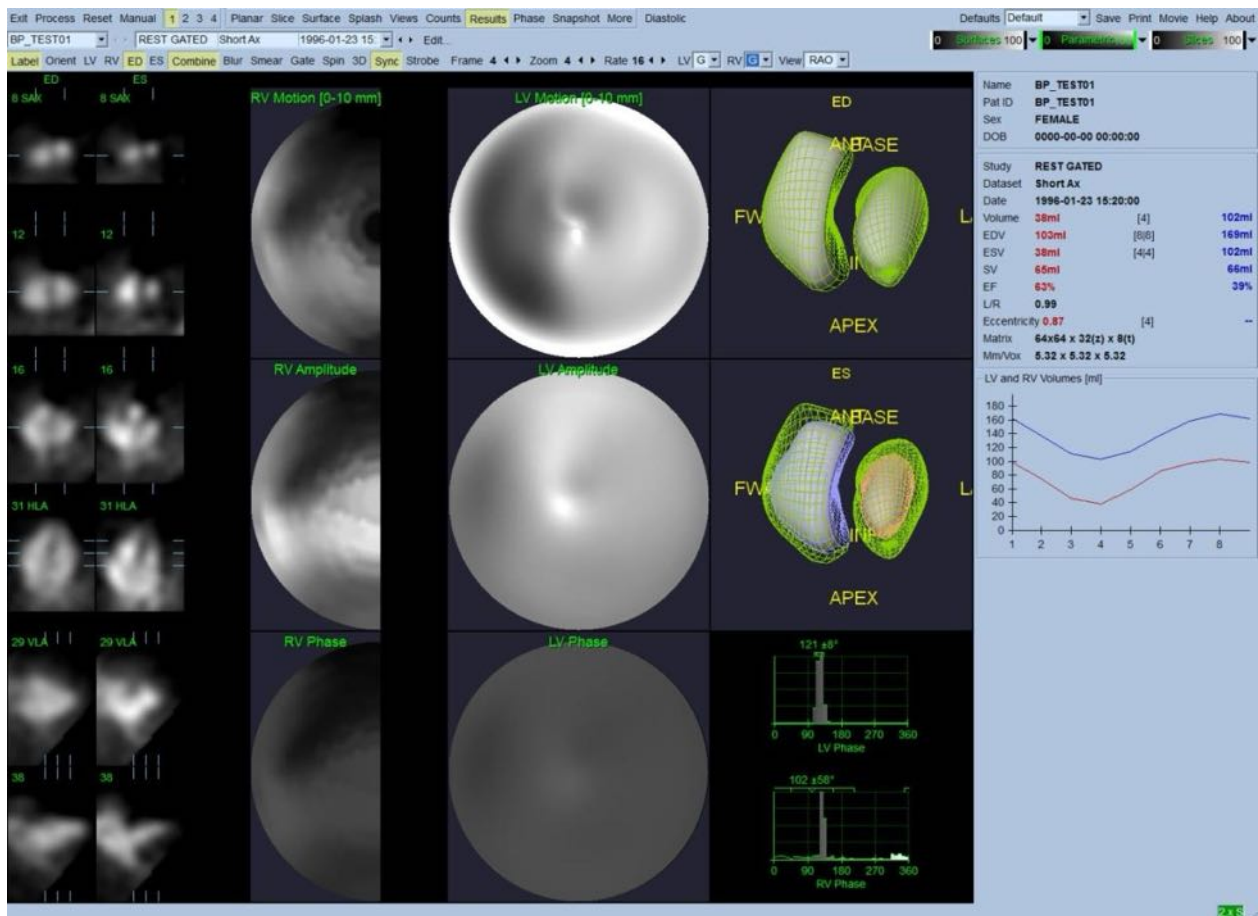 Exit Process Reset Manual 1 2 3 4 Planar Slice Surface Splash Views Counts Results Phase Snapshot More Diastolic Defaults Default Save Print Movie Help About
BP_TEST01 REST GATED Short Ax 1996-01-23 15: Edit... 0 Surfaces 100 0 0 Slices 100
Label Orient LV RV ED ES Combine Blur Smear Gate Spin 3D Sync Strobe Frame 4 Zoom 4 Rate 16 LV G RV G View RAO
ED ES
8 SAX 8 SAX
12 12
16 16
31 HLA 31 HLA
29 VLA 29 VLA
38 38
RV Motion [0-10 mm]
LV Motion [0-10 mm]
RV Amplitude
LV Amplitude
RV Phase
LV Phase
ED
ANT BASE
FW
APEX
ES
ANT BASE
FW
INF
APEX
121 ±8°
0 90 180 270 360
LV Phase
102 ±58°
0 90 180 270 360
RV Phase
Name BP_TEST01
Pat ID BP_TEST01
Sex FEMALE
DOB 0000-00-00 00:00:00
Study REST GATED
Dataset Short Ax
Date 1996-01-23 15:20:00
Volume 38ml [4] 102ml
EDV 103ml [8|8] 169ml
ESV 38ml [4|4] 102ml
SV 65ml 66ml
EF 63% 39%
L/R 0.99
Eccentricity 0.87 [4] --
Matrix 64x64 x 32(z) x 8(t)
Mm/Vox 5.32 x 5.32 x 5.32
LV and RV Volumes [ml]
180
160
140
120
100
80
60
40
20
0
1 2 3 4 5 6 7 8